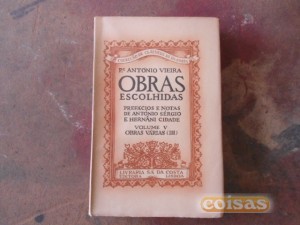 Pe. ANTÓNIO VIEIRA
OBRAS
ESCOLHIDAS
PREFÁCIOS E NOTAS
DE ANTÓNIO SÉRGIO
E HERNÂNI CIDADE
VOLUME V
OBRAS VÁRIAS (III)
LIVRARIA SÁ DA COSTA
EDITORA LISBOA
coisas